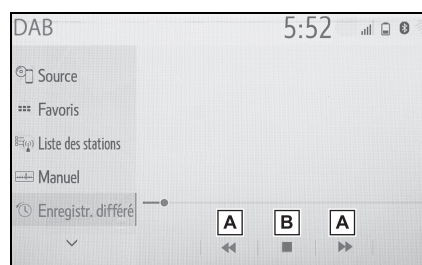 DAB 5:52
Source
Favoris
Liste des stations
Manuel
Enregistr. différé
A B A